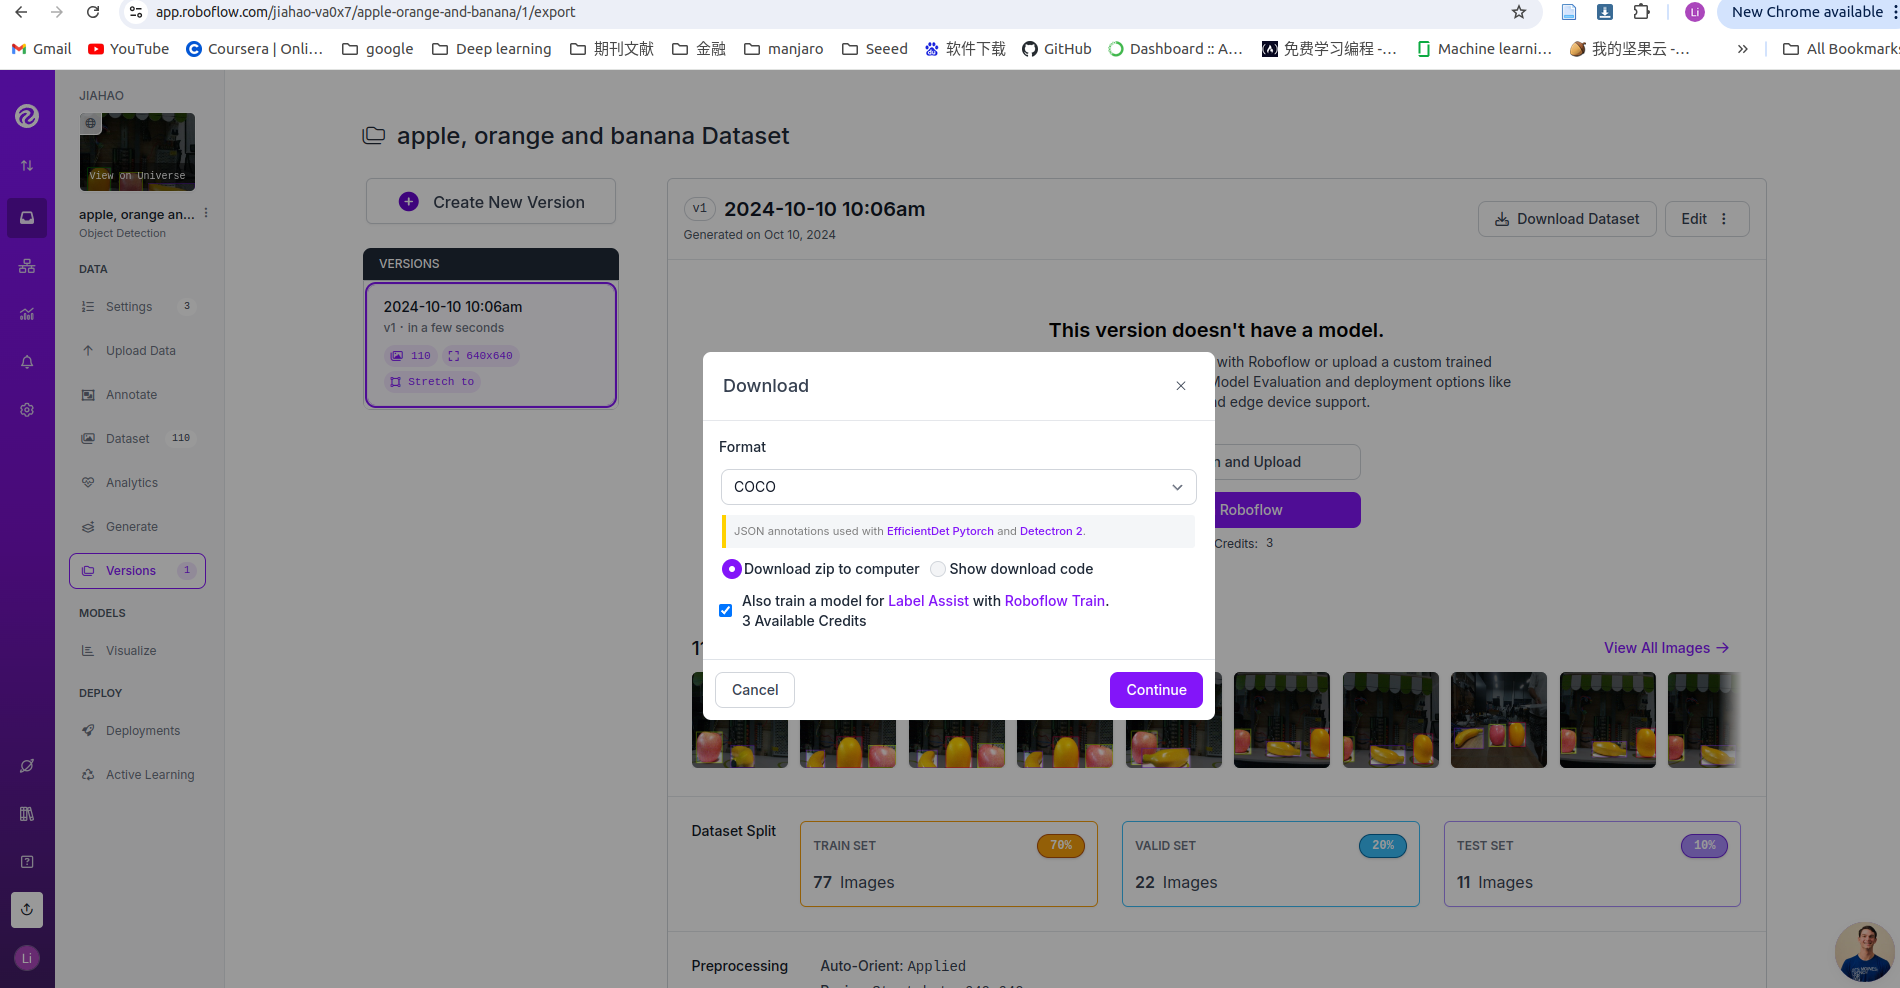 app.roboflow.com/jiahao-va0x7/apple-orange-and-banana/1/export
Li
New Chrome available
Gmail
YouTube
Coursera | Onli...
google
Deep learning
期刊文献
金融
manjaro
Seeed
软件下载
GitHub
Dashboard :: A...
免费学习编程 -...
Machine learni...
我的坚果云 -...
»
All Bookmarks
JIAHAO
View on Universe
apple, orange an...
Object Detection
DATA
Settings 3
Upload Data
Annotate
Dataset 110
Analytics
Generate
Versions 1
MODELS
Visualize
DEPLOY
Deployments
Active Learning
Li
apple, orange and banana Dataset
Create New Version
VERSIONS
2024-10-10 10:06am
v1 · in a few seconds
110
640x640
Stretch to
v1 2024-10-10 10:06am
Generated on Oct 10, 2024
Download Dataset
Edit
This version doesn't have a model.
with Roboflow or upload a custom trained
Model Evaluation and deployment options like
edge device support.
and Upload
Roboflow
Credits: 3
Download
Format
COCO
JSON annotations used with EfficientDet Pytorch and Detectron 2.
Download zip to computer
Show download code
Also train a model for Label Assist with Roboflow Train.
3 Available Credits
Cancel
Continue
View All Images →
Dataset Split
TRAIN SET 70%
77 Images
VALID SET 20%
22 Images
TEST SET 10%
11 Images
Preprocessing
Auto-Orient: Applied